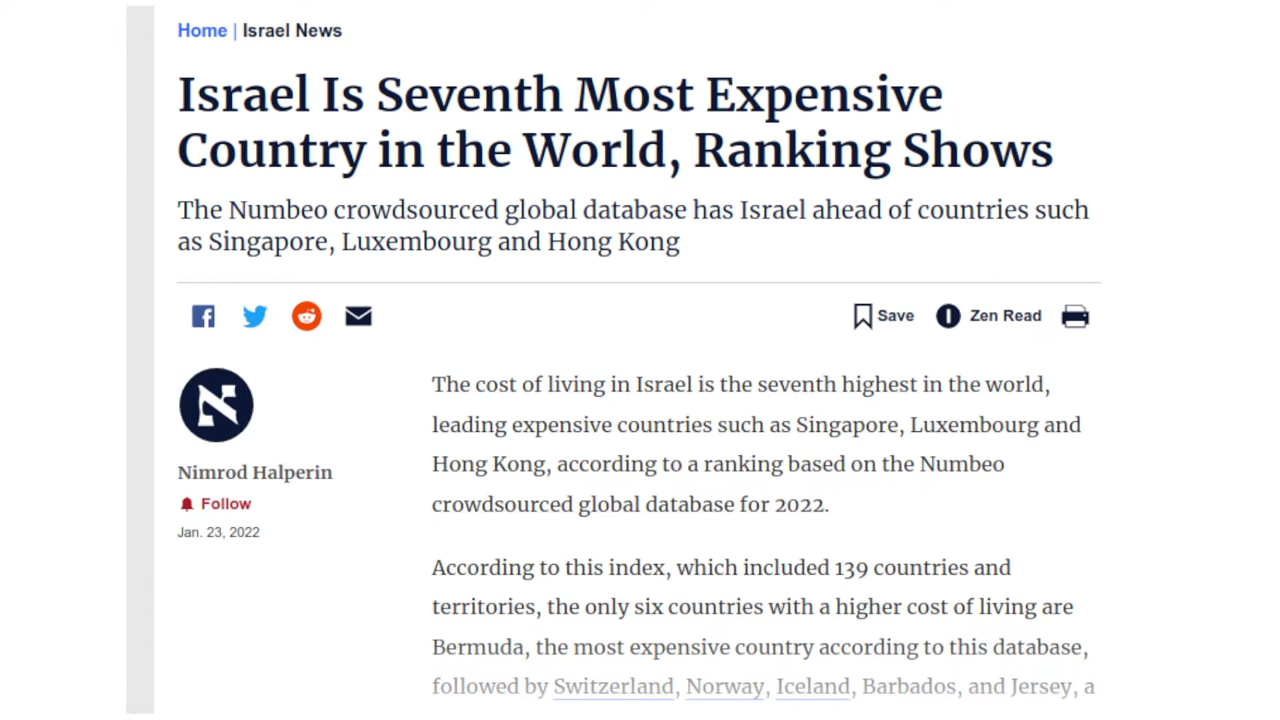 Home | Israel News
Israel Is Seventh Most Expensive
Country in the World, Ranking Shows
The Numbeo crowdsourced global database has Israel ahead of countries such
as Singapore, Luxembourg and Hong Kong
Save Zen Read
א
Nimrod Halperin
Follow
Jan. 23, 2022
The cost of living in Israel is the seventh highest in the world,
leading expensive countries such as Singapore, Luxembourg and
Hong Kong, according to a ranking based on the Numbeo
crowdsourced global database for 2022.
According to this index, which included 139 countries and
territories, the only six countries with a higher cost of living are
Bermuda, the most expensive country according to this database,
followed by Switzerland, Norway, Iceland, Barbados, and Jersey, a